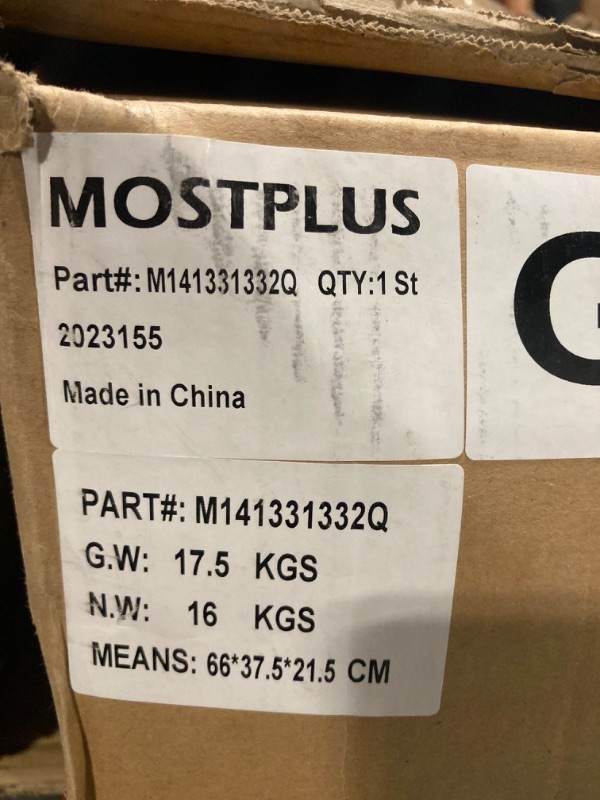 MOSTPLUS
Part#: M141331332Q QTY:1 St
2023155
Made in China
G
PART#: M141331332Q
G.W: 17.5 KGS
N.W: 16 KGS
MEANS: 66*37.5*21.5 CM